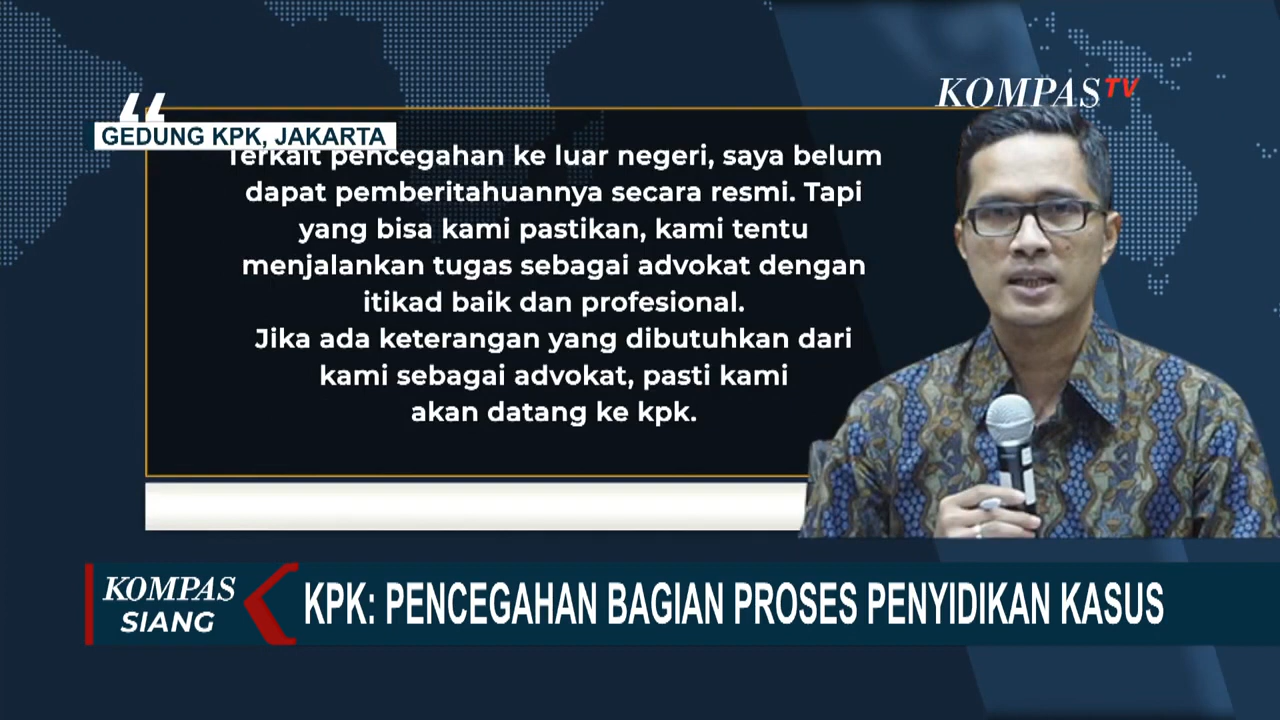 KOMPAS TV
GEDUNG KPK, JAKARTA
Terkait pencegahan ke luar negeri, saya belum
dapat pemberitahuannya secara resmi. Tapi
yang bisa kami pastikan, kami tentu
menjalankan tugas sebagai advokat dengan
itikad baik dan profesional.
Jika ada keterangan yang dibutuhkan dari
kami sebagai advokat, pasti kami
akan datang ke kpk.
KOMPAS
SIANG
KPK: PENCEGAHAN BAGIAN PROSES PENYIDIKAN KASUS